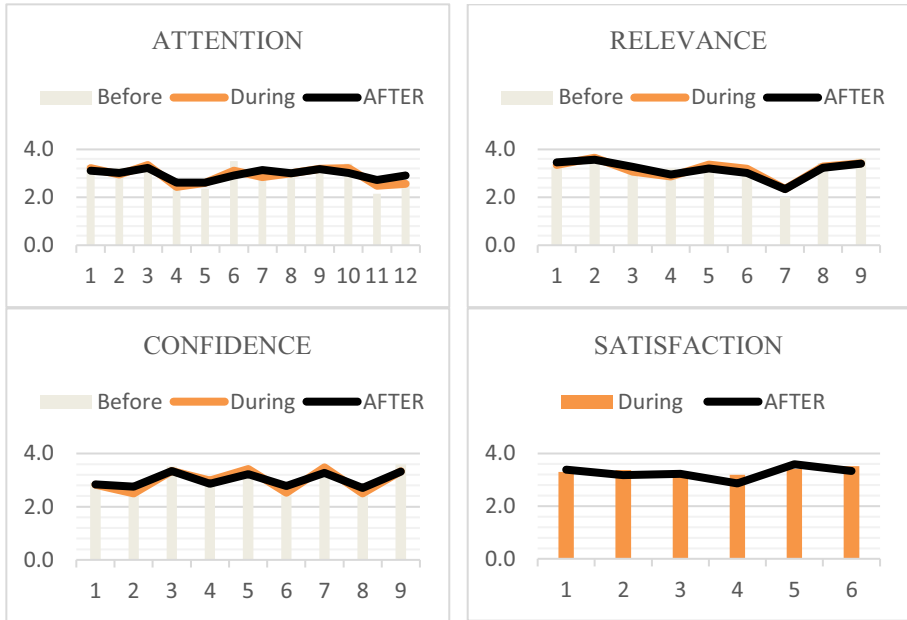 ATTENTION
Before During AFTER
4.0
2.0
0.0
1 2 3 4 5 6 7 8 9 10 11 12
RELEVANCE
Before During AFTER
4.0
2.0
0.0
1 2 3 4 5 6 7 8 9
CONFIDENCE
Before During AFTER
4.0
2.0
0.0
1 2 3 4 5 6 7 8 9
SATISFACTION
During AFTER
4.0
2.0
0.0
1 2 3 4 5 6